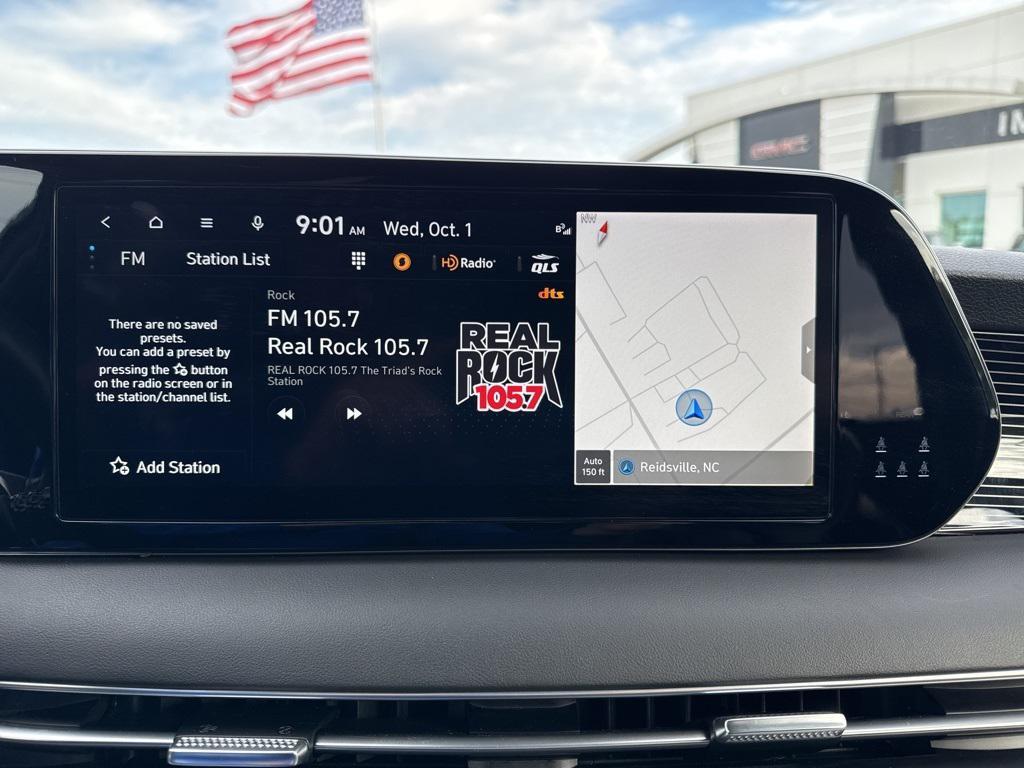 GMC
IN
9:01 AM Wed, Oct. 1
FM Station List
HD Radio
QLS
dts
There are no saved
presets.
You can add a preset by
pressing the button
on the radio screen or in
the station/channel list.
Add Station
Rock
FM 105.7
Real Rock 105.7
REAL ROCK 105.7 The Triad's Rock
Station
REAL
ROCK
105.7
NW
Auto
150 ft
Reidsville, NC